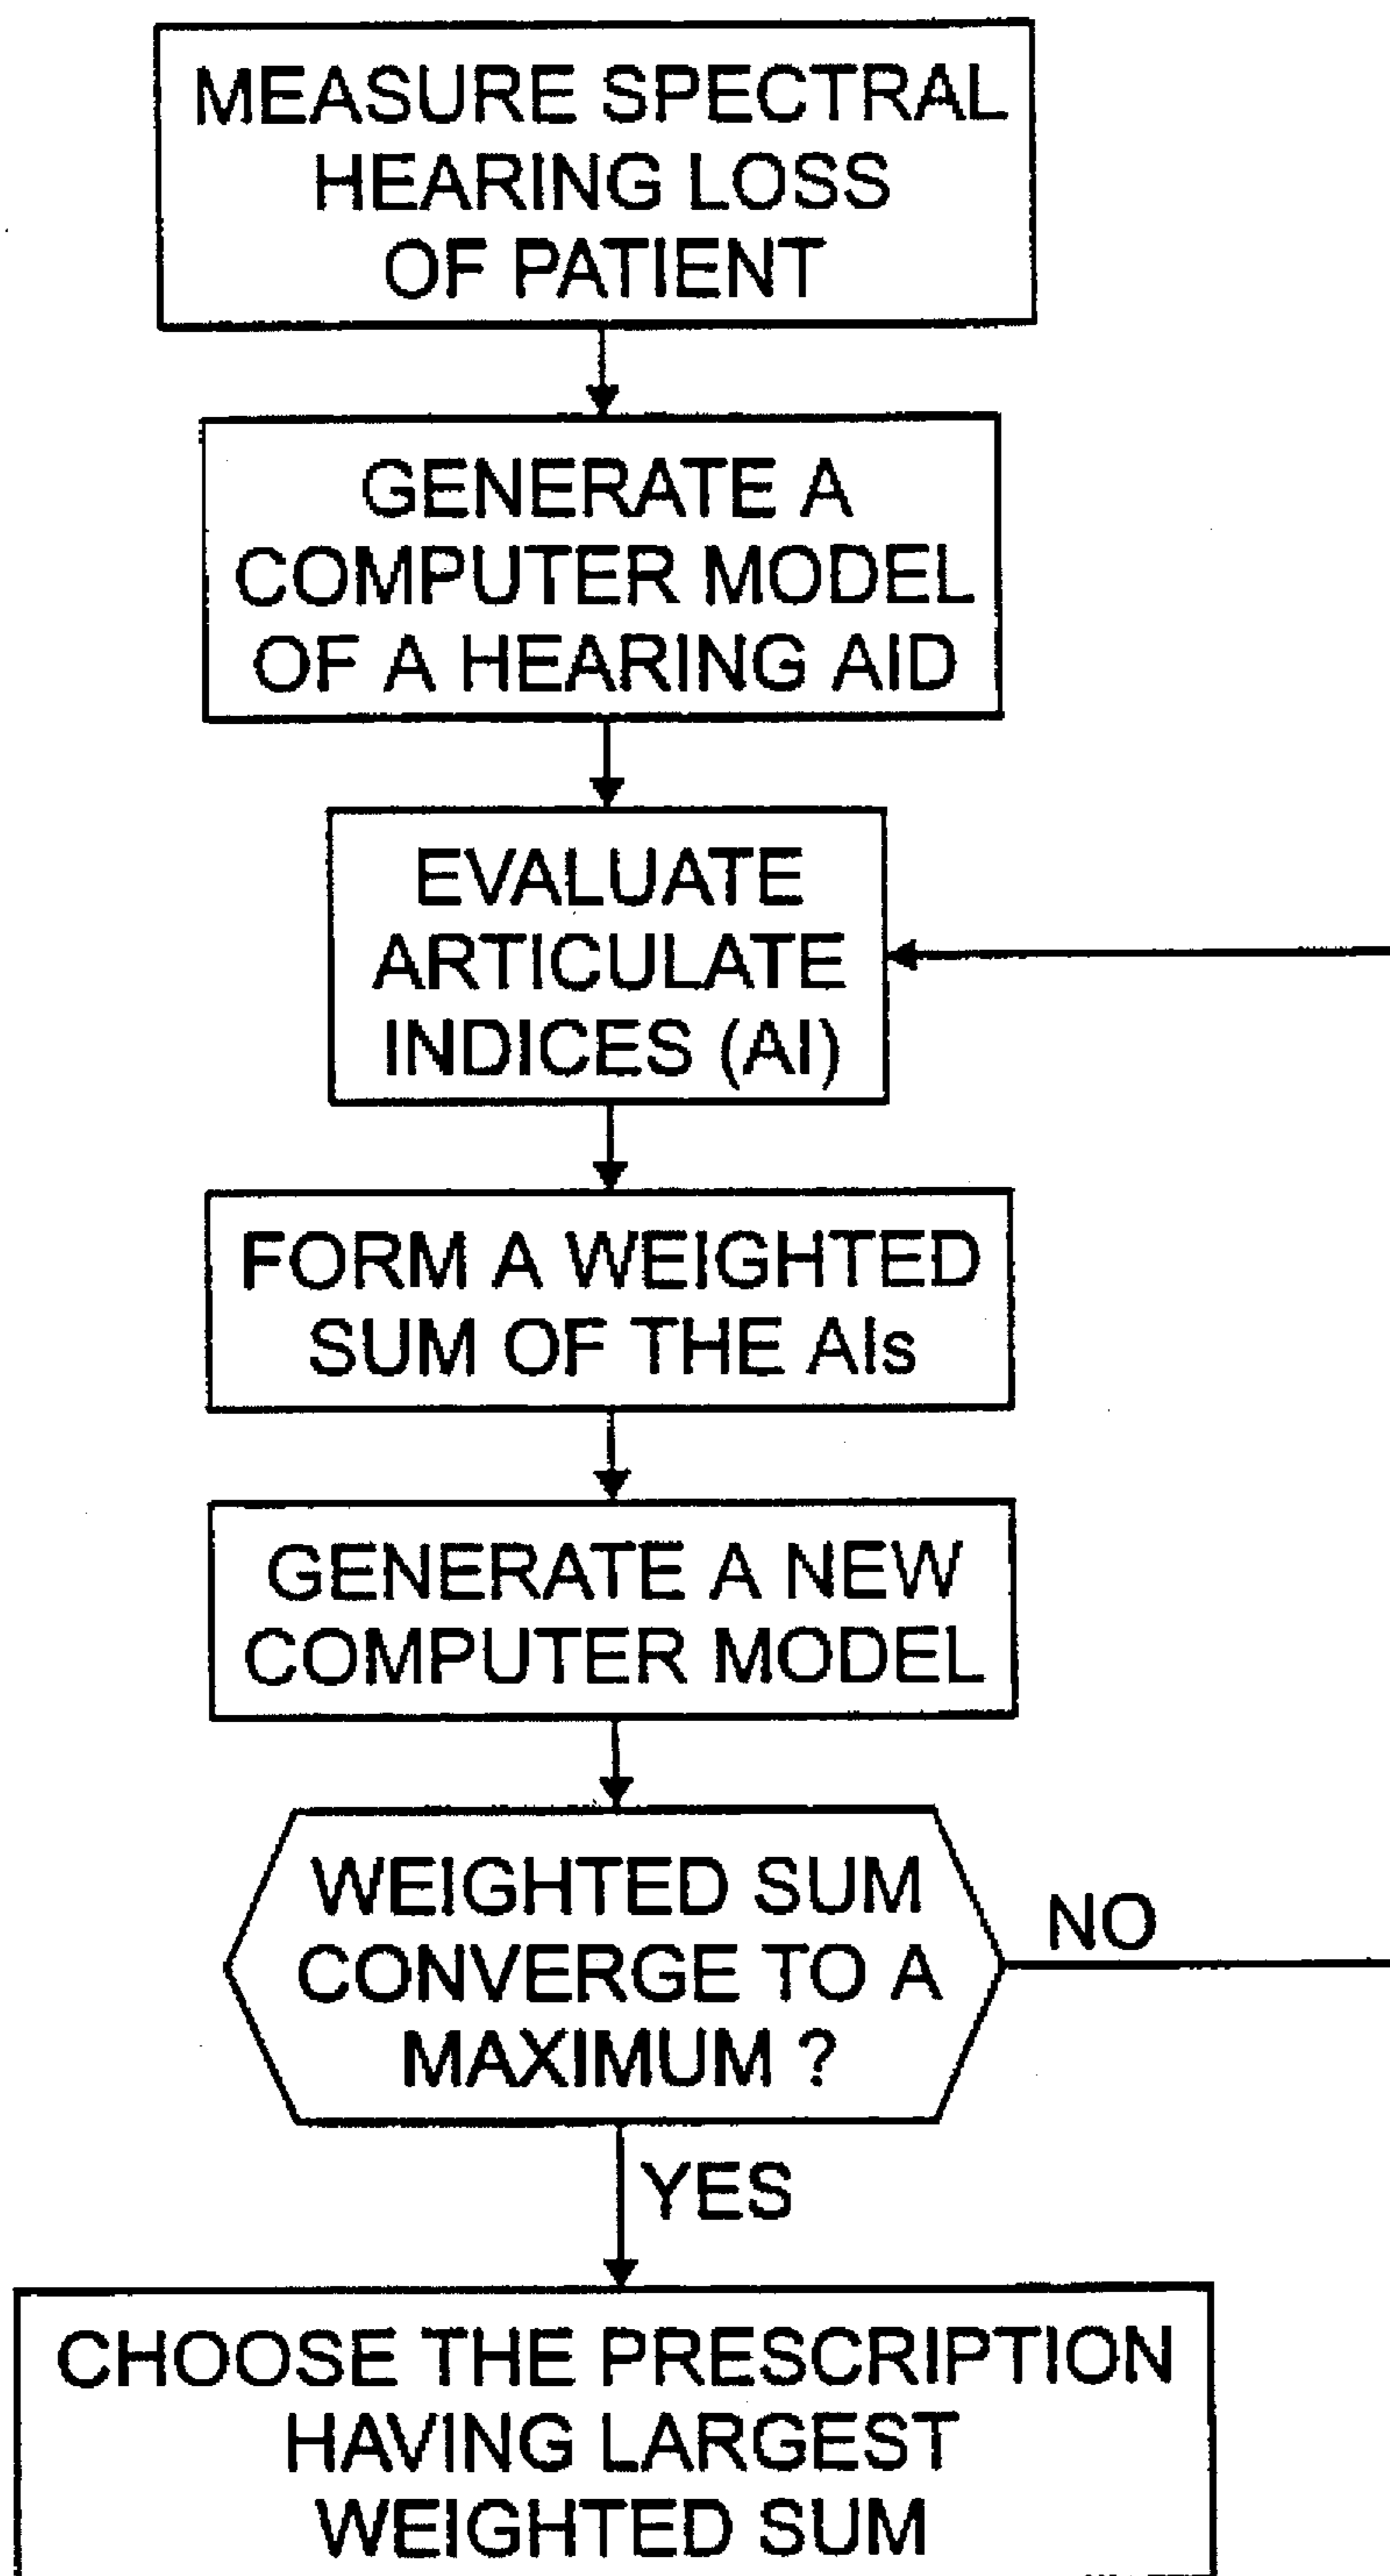 MEASURE SPECTRAL
HEARING LOSS
OF PATIENT
GENERATE A
COMPUTER MODEL
OF A HEARING AID
EVALUATE
ARTICULATE
INDICES (AI)
FORM A WEIGHTED
SUM OF THE AIs
GENERATE A NEW
COMPUTER MODEL
WEIGHTED SUM
CONVERGE TO A
MAXIMUM ?
NO
YES
CHOOSE THE PRESCRIPTION
HAVING LARGEST
WEIGHTED SUM